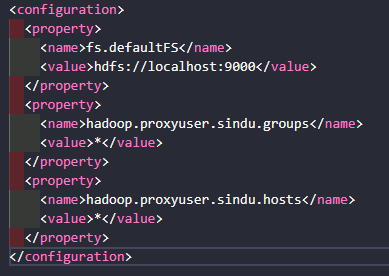 <configuration>
<property>
<name>fs.defaultFS</name>
<value>hdfs://localhost:9000</value>
</property>
<property>
<name>hadoop.proxyuser.sindu.groups</name>
<value>*</value>
</property>
<property>
<name>hadoop.proxyuser.sindu.hosts</name>
<value>*</value>
</property>
</configuration>